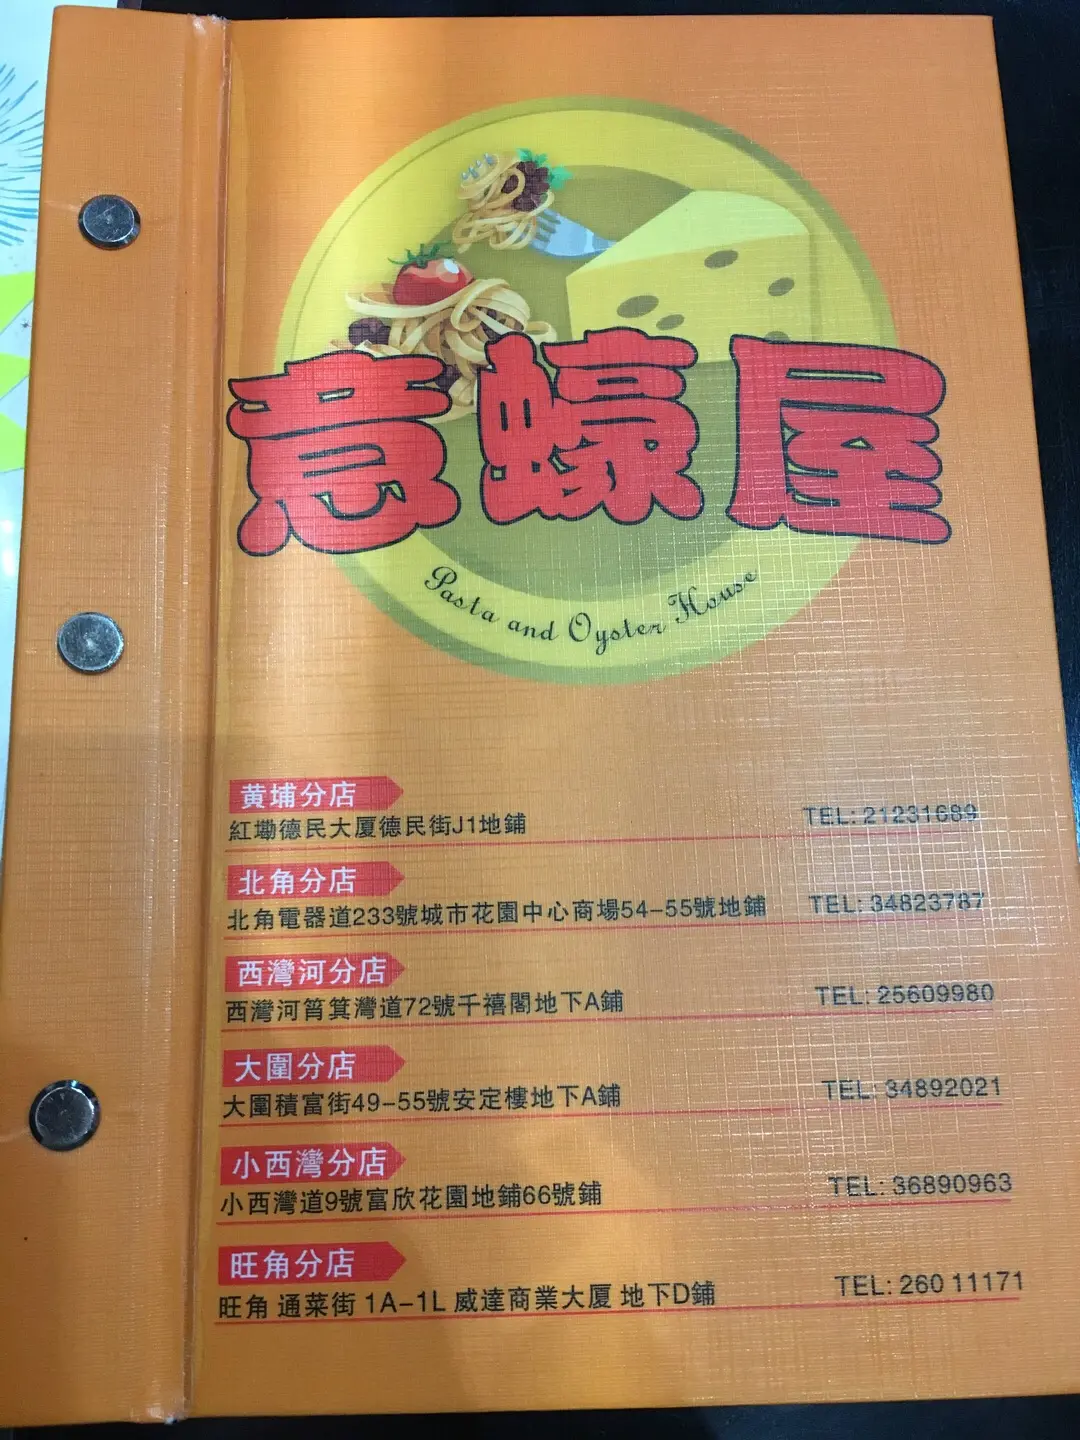 意蠔屋
Pasta and Oyster House
黄埔分店
紅磡德民大厦德民街J1地鋪
TEL: 21231689
北角分店
北角電器道233號城市花園中心商場54-55號地鋪
TEL: 34823787
西灣河分店
西灣河筲箕灣道72號千禧閣地下A鋪
TEL: 25609980
大圍分店
大圍積富街49-55號安定樓地下A鋪
TEL: 34892021
小西灣分店
小西灣道9號富欣花園地鋪66號鋪
TEL: 36890963
旺角分店
旺角 通菜街 1A-1L 威達商業大厦 地下D鋪
TEL: 260 11171